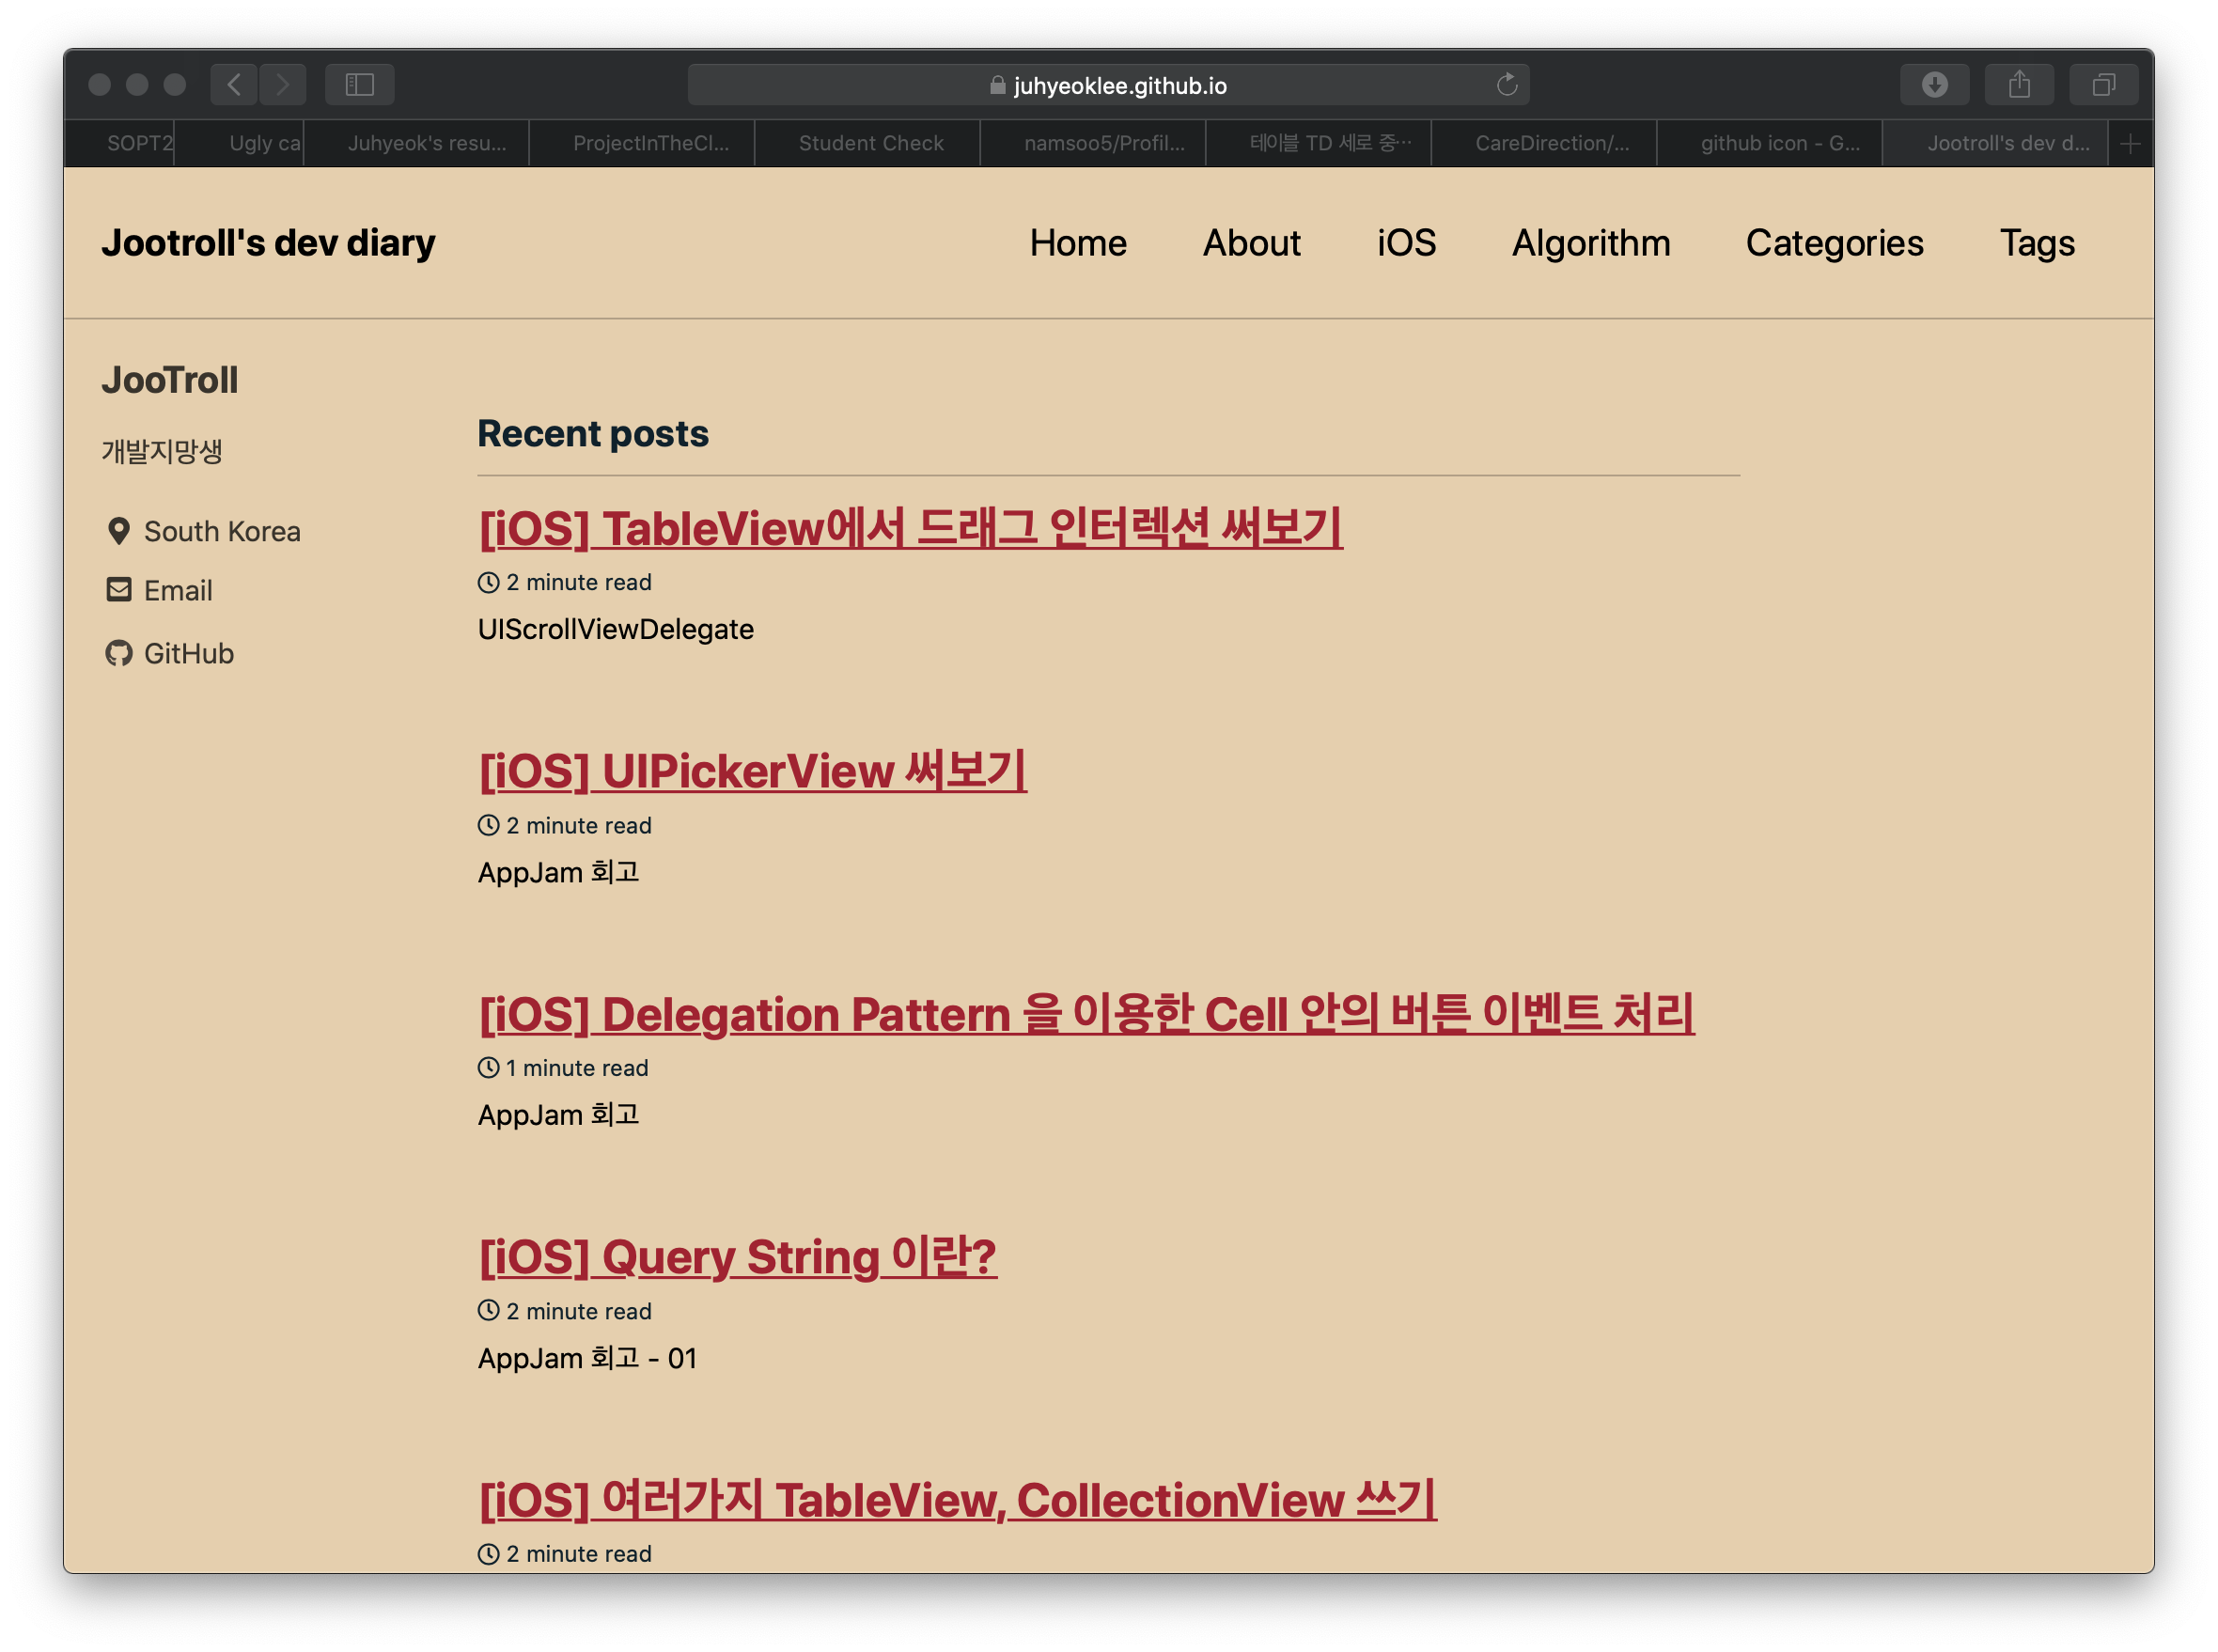 juhyeoklee.github.io
SOPT2
Ugly ca
Juhyeok's resu...
ProjectInTheCl...
Student Check
namsoo5/Profil...
테이블 TD 세로 중…
CareDirection/...
github icon - G...
Jootroll's dev d...
Jootroll's dev diary
Home
About
iOS
Algorithm
Categories
Tags
JooTroll
개발지망생
South Korea
Email
GitHub
Recent posts
[iOS] TableView에서 드래그 인터렉션 써보기
2 minute read
UIScrollViewDelegate
[iOS] UIPickerView 써보기
2 minute read
AppJam 회고
[iOS] Delegation Pattern 을 이용한 Cell 안의 버튼 이벤트 처리
1 minute read
AppJam 회고
[iOS] Query String 이란?
2 minute read
AppJam 회고 - 01
[iOS] 여러가지 TableView, CollectionView 쓰기
2 minute read